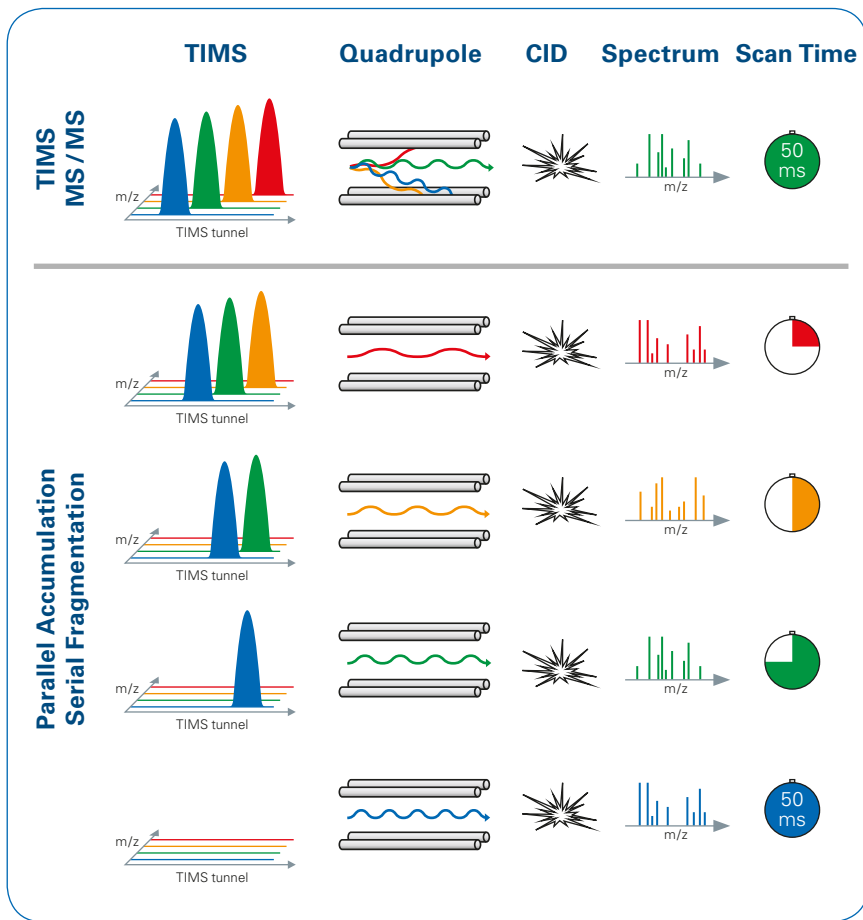 TIMS Quadrupole CID Spectrum Scan Time
TIMS
MS / MS
m/z
TIMS tunnel
m/z
50
ms
Parallel Accumulation
Serial Fragmentation
m/z
TIMS tunnel
m/z
m/z
TIMS tunnel
m/z
m/z
TIMS tunnel
m/z
m/z
TIMS tunnel
m/z
50
ms